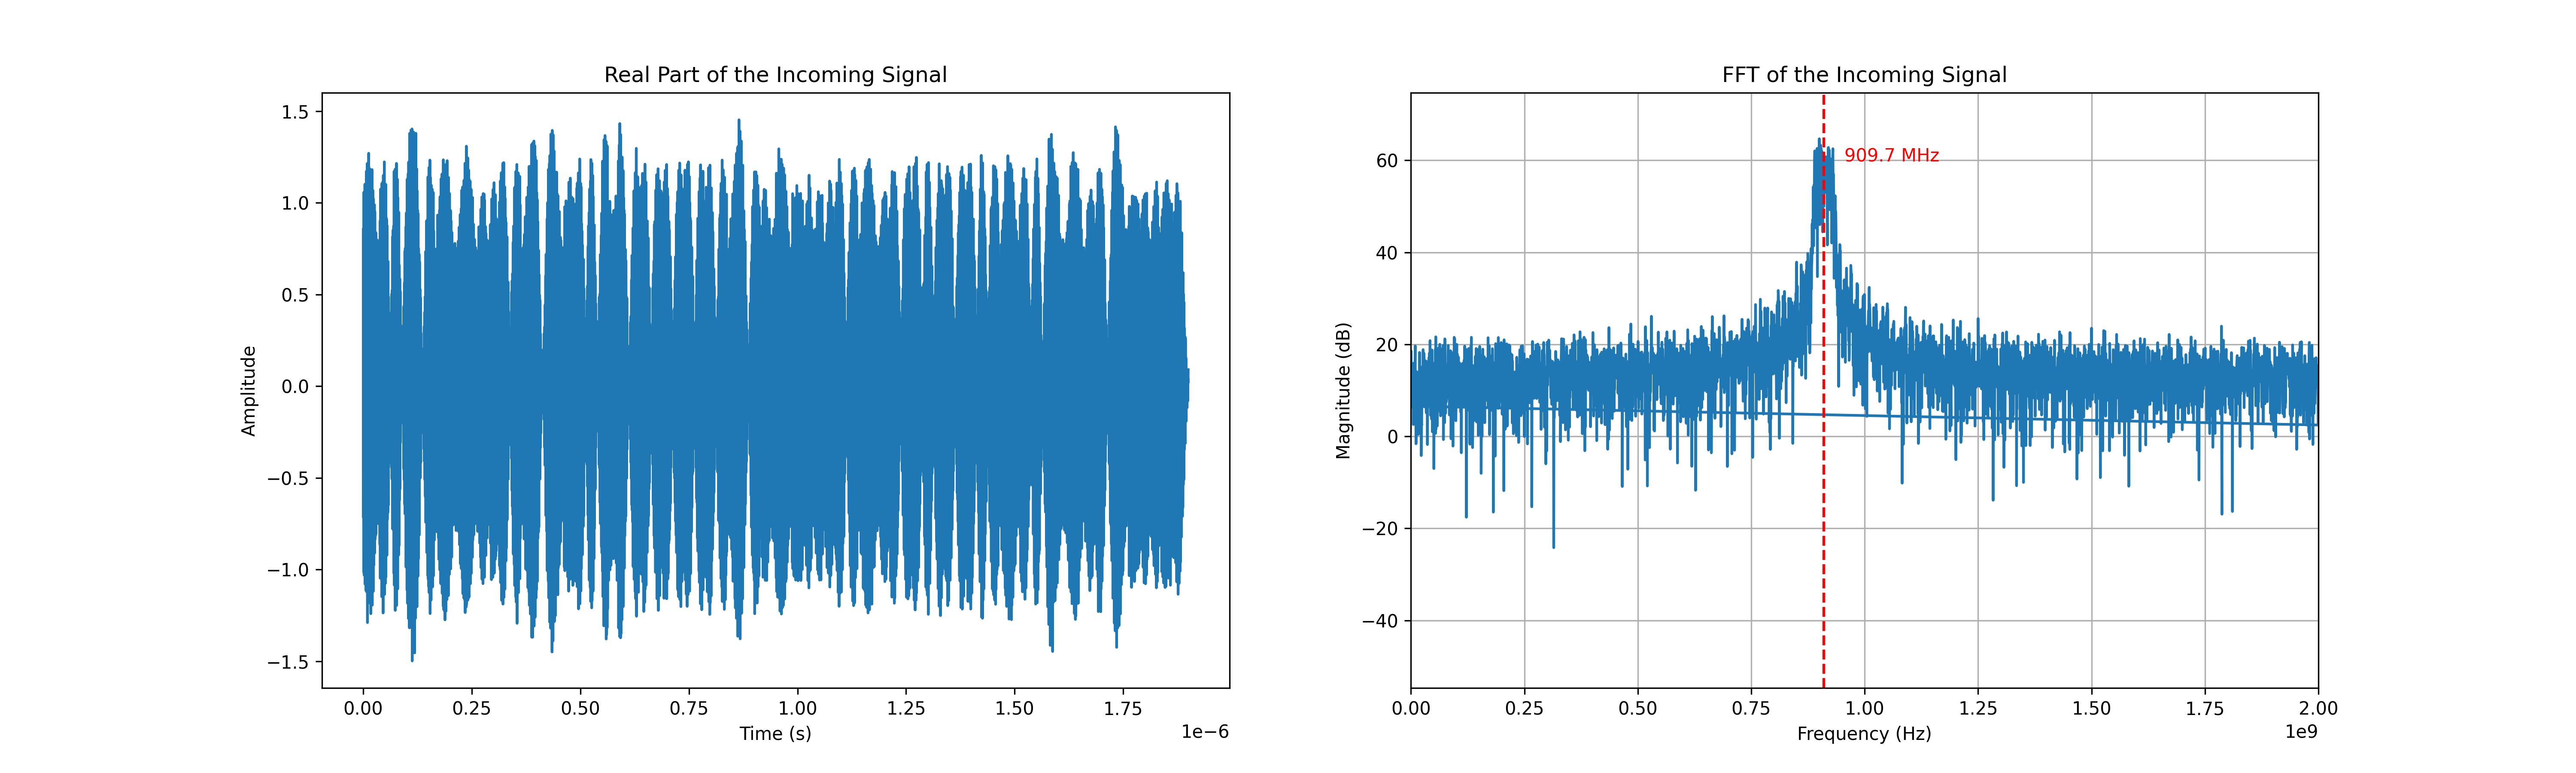 Real Part of the Incoming Signal
1.5
1.0
0.5
0.0
−0.5
−1.0
−1.5
Amplitude
0.00 0.25 0.50 0.75 1.00 1.25 1.50 1.75
Time (s)
1e−6
FFT of the Incoming Signal
909.7 MHz
60
40
20
0
−20
−40
Magnitude (dB)
0.00 0.25 0.50 0.75 1.00 1.25 1.50 1.75 2.00
Frequency (Hz)
1e9